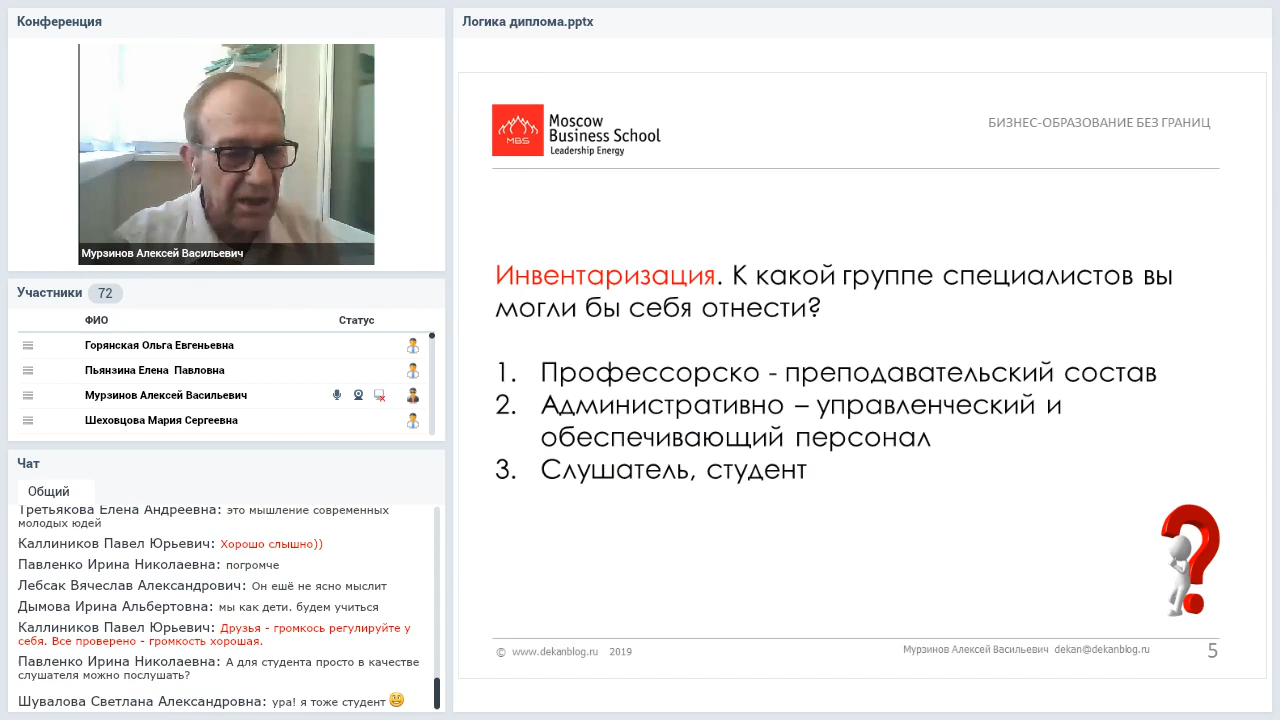 Конференция
Мурзинов Алексей Васильевич
Участники 72
ФИО Статус
Горянская Ольга Евгеньевна
Пьянзина Елена Павловна
Мурзинов Алексей Васильевич
Шеховцова Мария Сергеевна
Чат
Общий
Третьякова Елена Андреевна: это мышление современных
молодых юдей
Каллиников Павел Юрьевич: Хорошо слышно))
Павленко Ирина Николаевна: погромче
Лебсак Вячеслав Александрович: Он ешё не ясно мыслит
Дымова Ирина Альбертовна: мы как дети. будем учиться
Каллиников Павел Юрьевич: Друзья - громкось регулируйте у
себя. Все проверено - громкость хорошая.
Павленко Ирина Николаевна: А для студента просто в качестве
слушателя можно послушать?
Шувалова Светлана Александровна: ура! я тоже студент
Логика диплома.pptx
MBS
Moscow
Business School
Leadership Energy
БИЗНЕС-ОБРАЗОВАНИЕ БЕЗ ГРАНИЦ
Инвентаризация. К какой группе специалистов вы
могли бы себя отнести?
1. Профессорско - преподавательский состав
2. Административно – управленческий и
обеспечивающий персонал
3. Слушатель, студент
© www.dekanblog.ru 2019
Мурзинов Алексей Васильевич dekan@dekanblog.ru
5